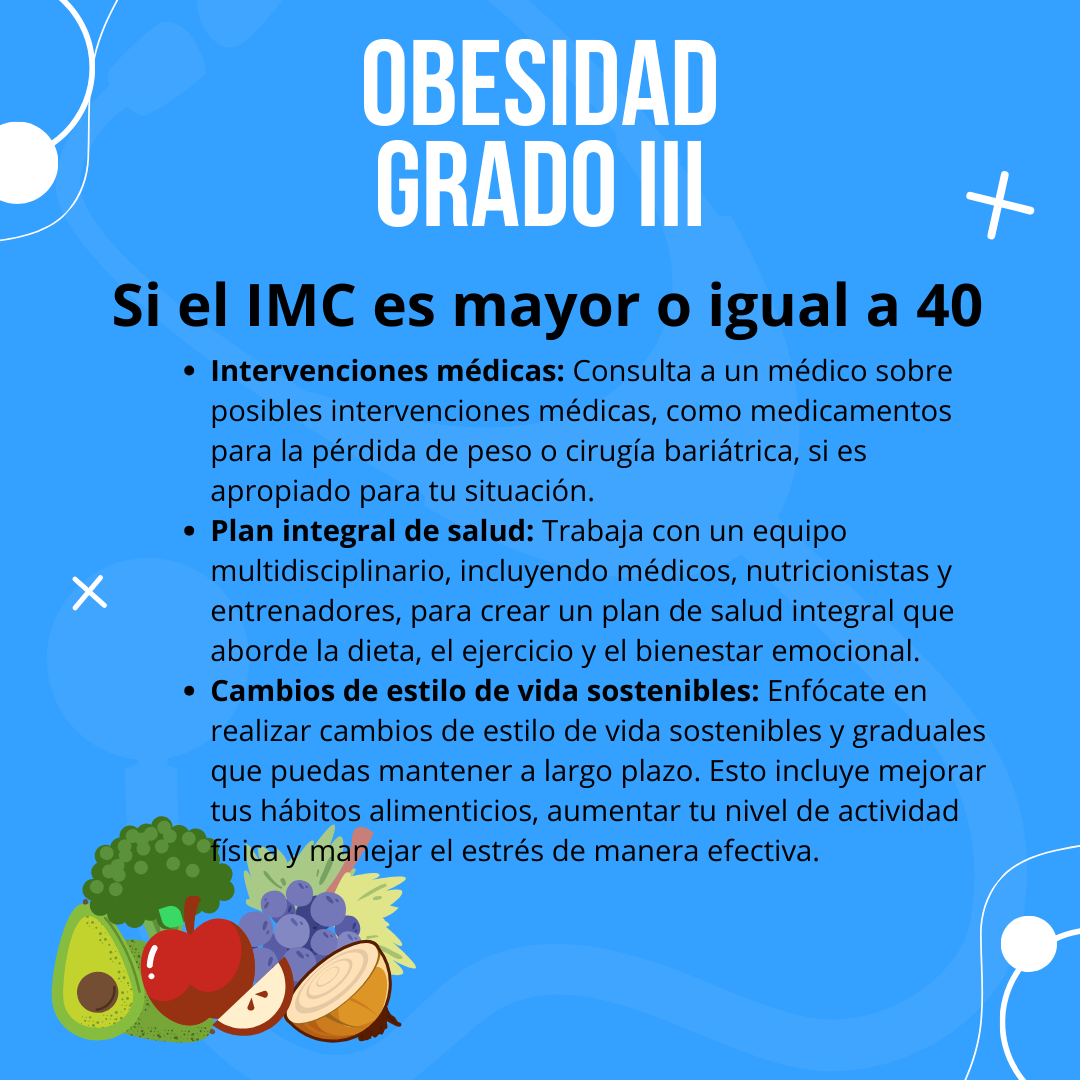 OBESIDAD
GRADO III
Si el IMC es mayor o igual a 40
• Intervenciones médicas: Consulta a un médico sobre
posibles intervenciones médicas, como medicamentos
para la pérdida de peso o cirugía bariátrica, si es
apropiado para tu situación.
• Plan integral de salud: Trabaja con un equipo
multidisciplinario, incluyendo médicos, nutricionistas y
entrenadores, para crear un plan de salud integral que
aborde la dieta, el ejercicio y el bienestar emocional.
• Cambios de estilo de vida sostenibles: Enfócate en
realizar cambios de estilo de vida sostenibles y graduales
que puedas mantener a largo plazo. Esto incluye mejorar
tus hábitos alimenticios, aumentar tu nivel de actividad
física y manejar el estrés de manera efectiva.